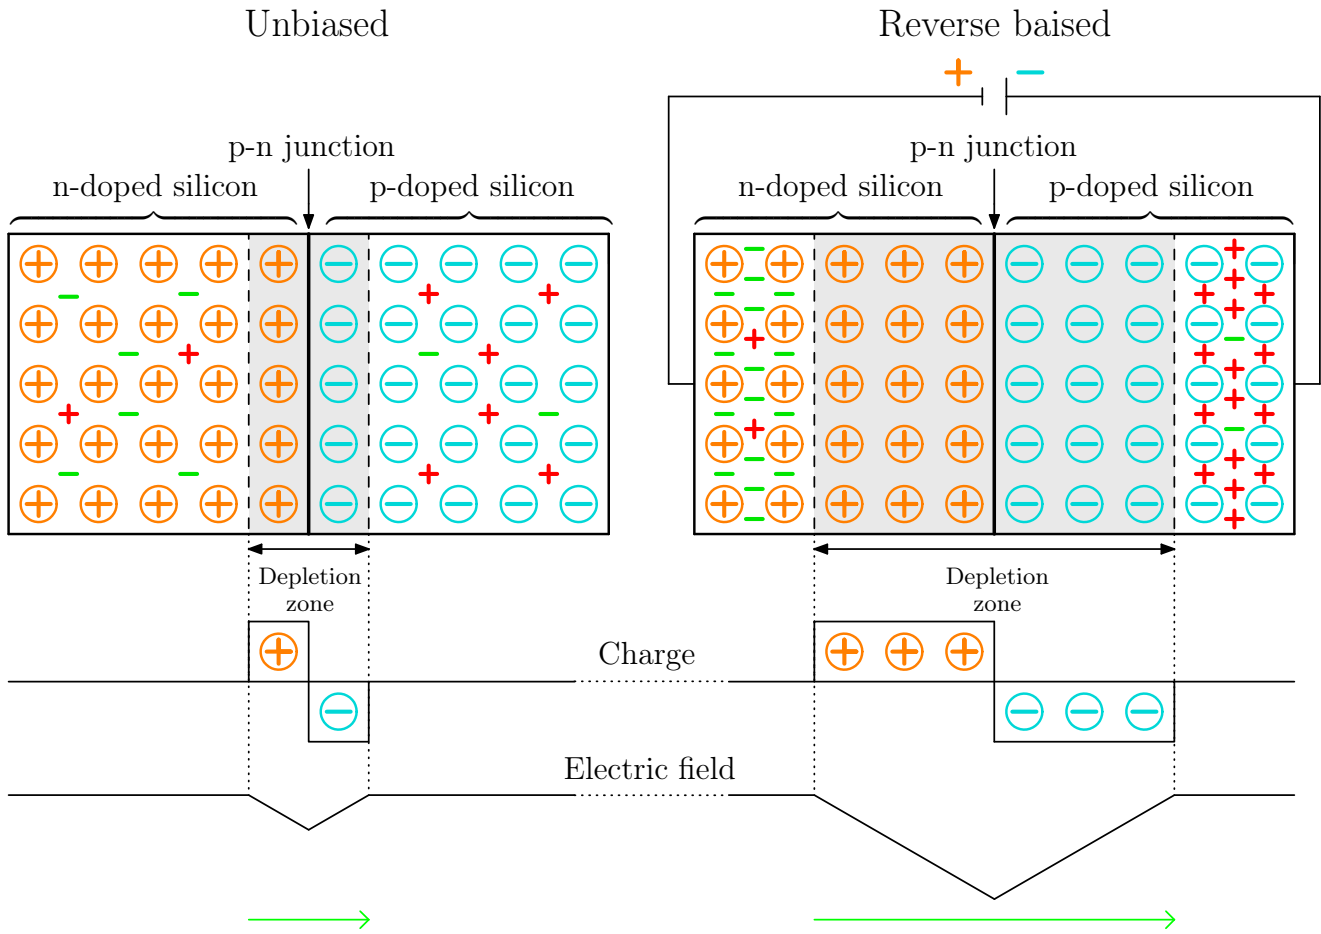 Unbiased
Reverse baised
p-n junction
p-n junction
n-doped silicon
p-doped silicon
n-doped silicon
p-doped silicon
Depletion
zone
Depletion
zone
Charge
Electric field